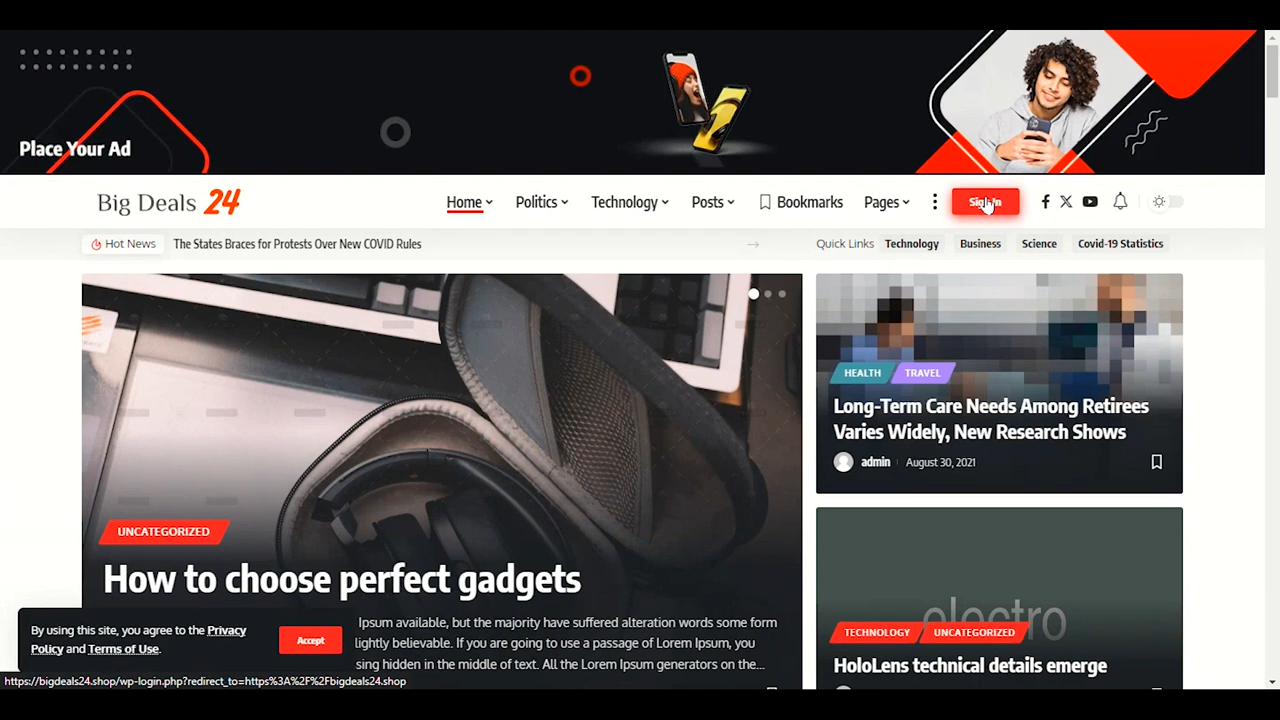 Place Your Ad
Big Deals 24
Home Politics Technology Posts Bookmarks Pages
Hot News The States Braces for Protests Over New COVID Rules Quick Links Technology Business Science Covid-19 Statistics
HEALTH TRAVEL
Long-Term Care Needs Among Retirees
Varies Widely, New Research Shows
admin August 30, 2021
UNCATEGORIZED
How to choose perfect gadgets
Ipsum available, but the majority have suffered alteration words some form
lightly believable. If you are going to use a passage of Lorem Ipsum, you
sing hidden in the middle of text. All the Lorem Ipsum generators on the...
electro
TECHNOLOGY UNCATEGORIZED
HoloLens technical details emerge
By using this site, you agree to the Privacy
Policy and Terms of Use.
Accept
https://bigdeals24.shop/wp-login.php?redirect_to=https%3A%2F%2Fbigdeals24.shop